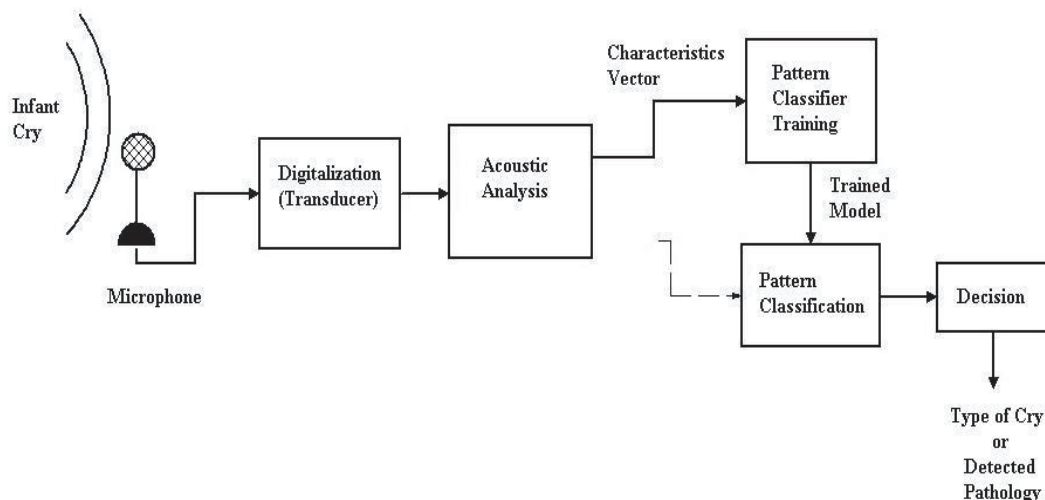 Infant
Cry
Microphone
Digitalization
(Transducer)
Acoustic
Analysis
Characteristics
Vector
Pattern
Classifier
Training
Trained
Model
Pattern
Classification
Decision
Type of Cry
or
Detected
Pathology